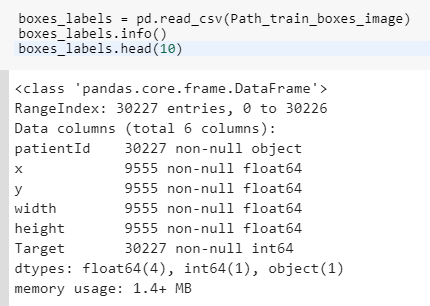 boxes_labels = pd.read_csv(Path_train_boxes_image)
boxes_labels.info()
boxes_labels.head(10)
<class 'pandas.core.frame.DataFrame'>
RangeIndex: 30227 entries, 0 to 30226
Data columns (total 6 columns):
patientId    30227 non-null object
x            9555 non-null float64
y            9555 non-null float64
width        9555 non-null float64
height       9555 non-null float64
Target       30227 non-null int64
dtypes: float64(4), int64(1), object(1)
memory usage: 1.4+ MB